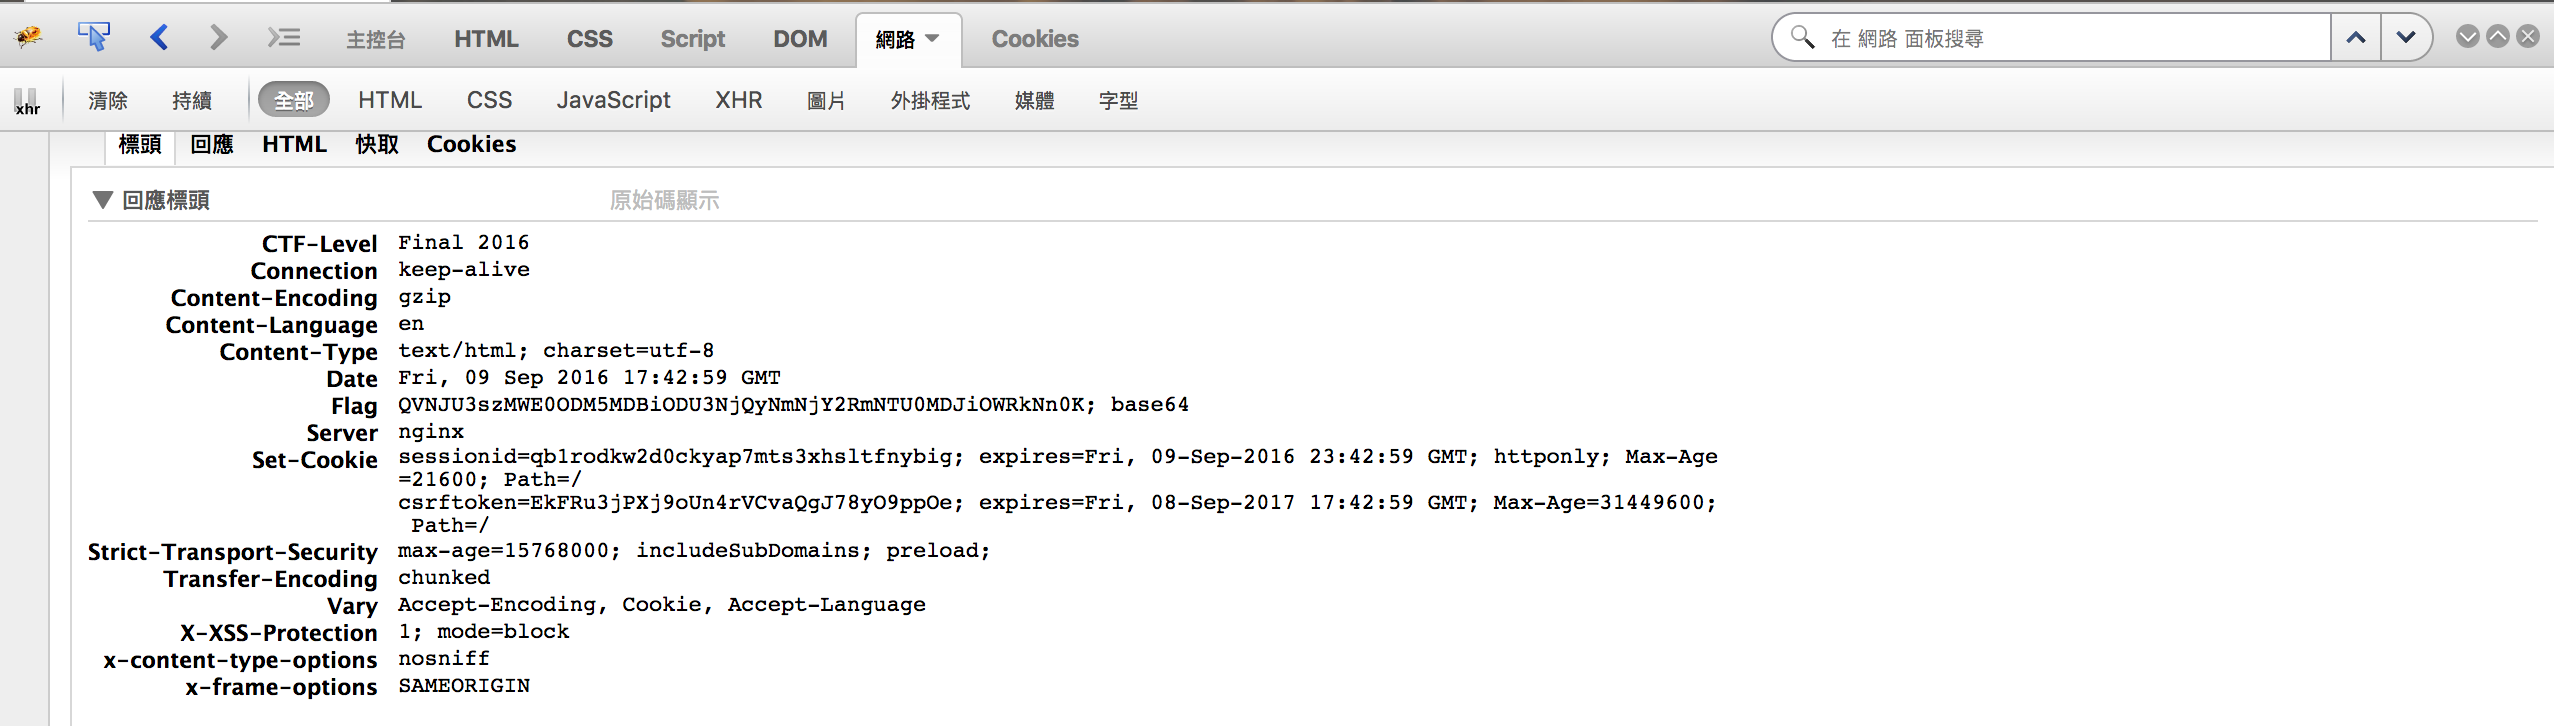 主控台 HTML CSS Script DOM 網路 Cookies 在 網路 面板搜尋
xhr 清除 持續 全部 HTML CSS JavaScript XHR 圖片 外掛程式 媒體 字型
標頭 回應 HTML 快取 Cookies
回應標頭 原始碼顯示
CTF-Level Final 2016
Connection keep-alive
Content-Encoding gzip
Content-Language en
Content-Type text/html; charset=utf-8
Date Fri, 09 Sep 2016 17:42:59 GMT
Flag QVNJU3szMWE0ODM5MDBiODU3NjQyNmNjY2RmNTU0MDJiOWRkNn0K; base64
Server nginx
Set-Cookie sessionid=qb1rodkw2d0ckyap7mts3xhsltfnybig; expires=Fri, 09-Sep-2016 23:42:59 GMT; httponly; Max-Age
=21600; Path=/
csrftoken=EkFRu3jPXj9oUn4rVCvaQgJ78yO9ppOe; expires=Fri, 08-Sep-2017 17:42:59 GMT; Max-Age=31449600;
Path=/
Strict-Transport-Security max-age=15768000; includeSubDomains; preload;
Transfer-Encoding chunked
Vary Accept-Encoding, Cookie, Accept-Language
X-XSS-Protection 1; mode=block
x-content-type-options nosniff
x-frame-options SAMEORIGIN